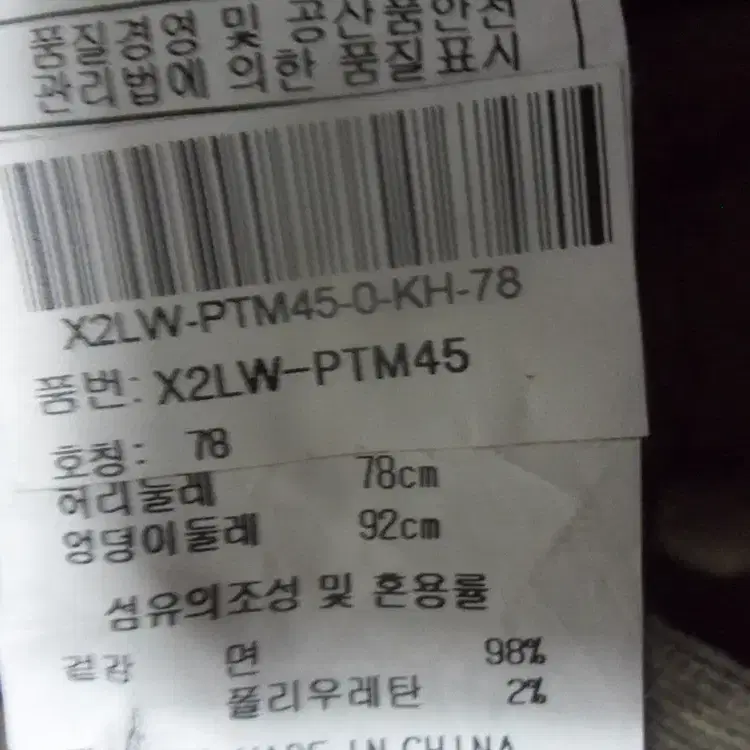 품질경영 및 공산품안전
관리법에 의한 품질표시
X2LW-PTM45-0-KH-78
품번: X2LW-PTM45
호칭: 78
허리둘레 78cm
엉덩이둘레 92cm
섬유의조성 및 혼용률
겉감 면 98%
폴리우레탄 2%
MADE IN CHINA